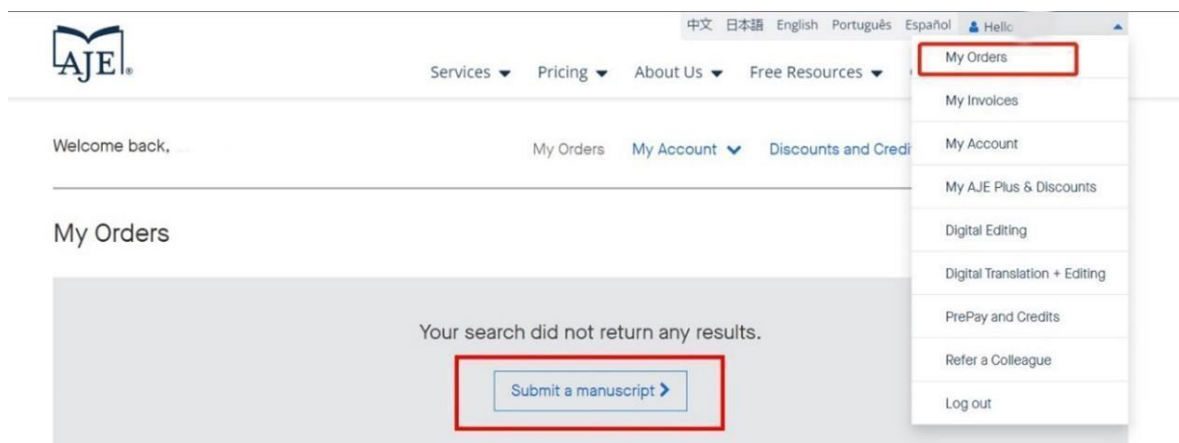 中文 日本語 English Português Español Hello
AJE®
Services Pricing About Us Free Resources
My Orders
My Invoices
My Account
My AJE Plus & Discounts
Digital Editing
Digital Translation + Editing
PrePay and Credits
Refer a Colleague
Log out
Welcome back,
My Orders My Account Discounts and Credi
My Orders
Your search did not return any results.
Submit a manuscript